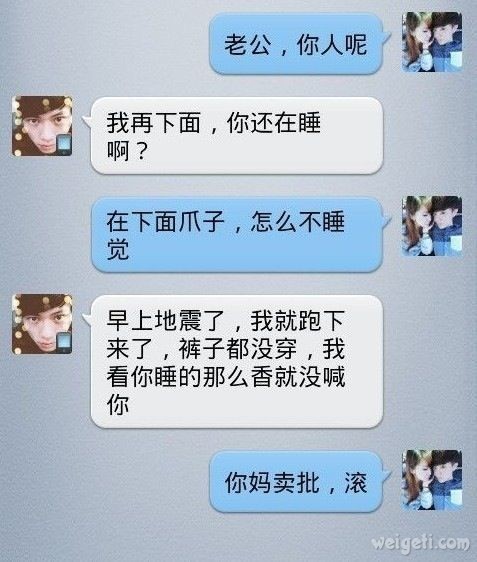 老公，你人呢
我再下面，你还在睡
啊？
在下面爪子，怎么不睡
觉
早上地震了，我就跑下
来了，裤子都没穿，我
看你睡的那么香就没喊
你
你妈卖批，滚
weigeti.com